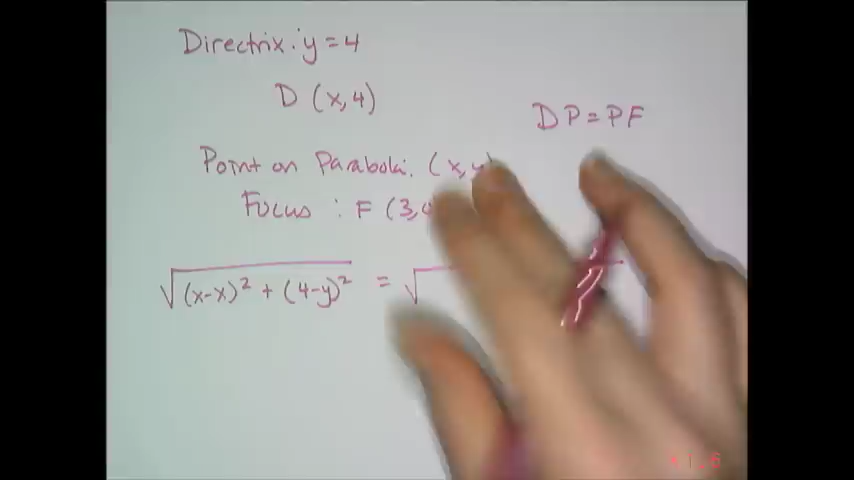 Directrix: y = 4
D (x, 4)
DP = PF
Point on Parabola: (x, y)
Focus : F (3,
√(x-x)² + (4-y)² = √